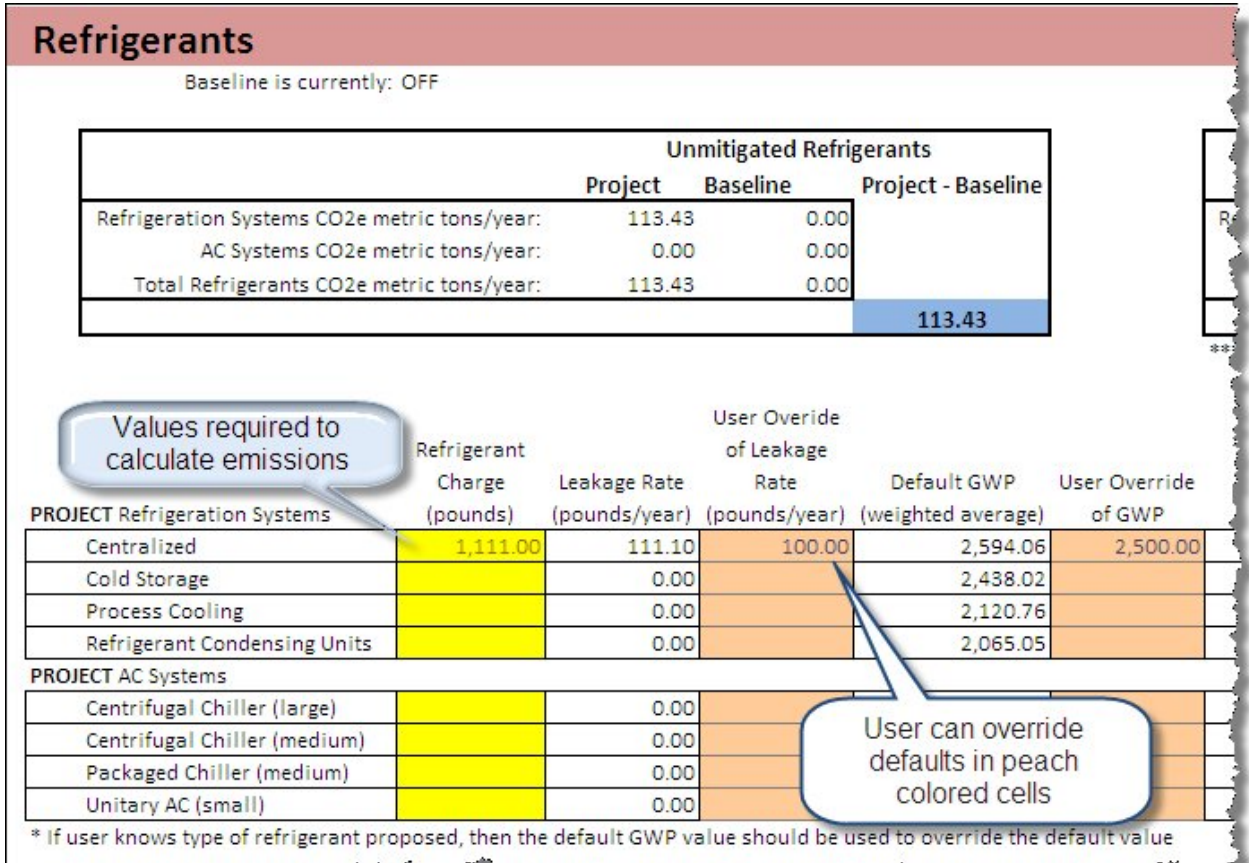 Refrigerants
Baseline is currently: OFF
Unmitigated Refrigerants
Project Baseline Project - Baseline
Refrigeration Systems CO2e metric tons/year: 113.43 0.00
AC Systems CO2e metric tons/year: 0.00 0.00
Total Refrigerants CO2e metric tons/year: 113.43 0.00
113.43
Values required to
calculate emissions
User Overide
Refrigerant of Leakage
Charge Leakage Rate Rate Default GWP User Override
PROJECT Refrigeration Systems (pounds) (pounds/year) (pounds/year) (weighted average) of GWP
Centralized 1,111.00 111.10 100.00 2,594.06 2,500.00
Cold Storage 0.00 2,438.02
Process Cooling 0.00 2,120.76
Refrigerant Condensing Units 0.00 2,065.05
PROJECT AC Systems
Centrifugal Chiller (large) 0.00
Centrifugal Chiller (medium) 0.00
Packaged Chiller (medium) 0.00
Unitary AC (small) 0.00
User can override
defaults in peach
colored cells
* If user knows type of refrigerant proposed, then the default GWP value should be used to override the default value